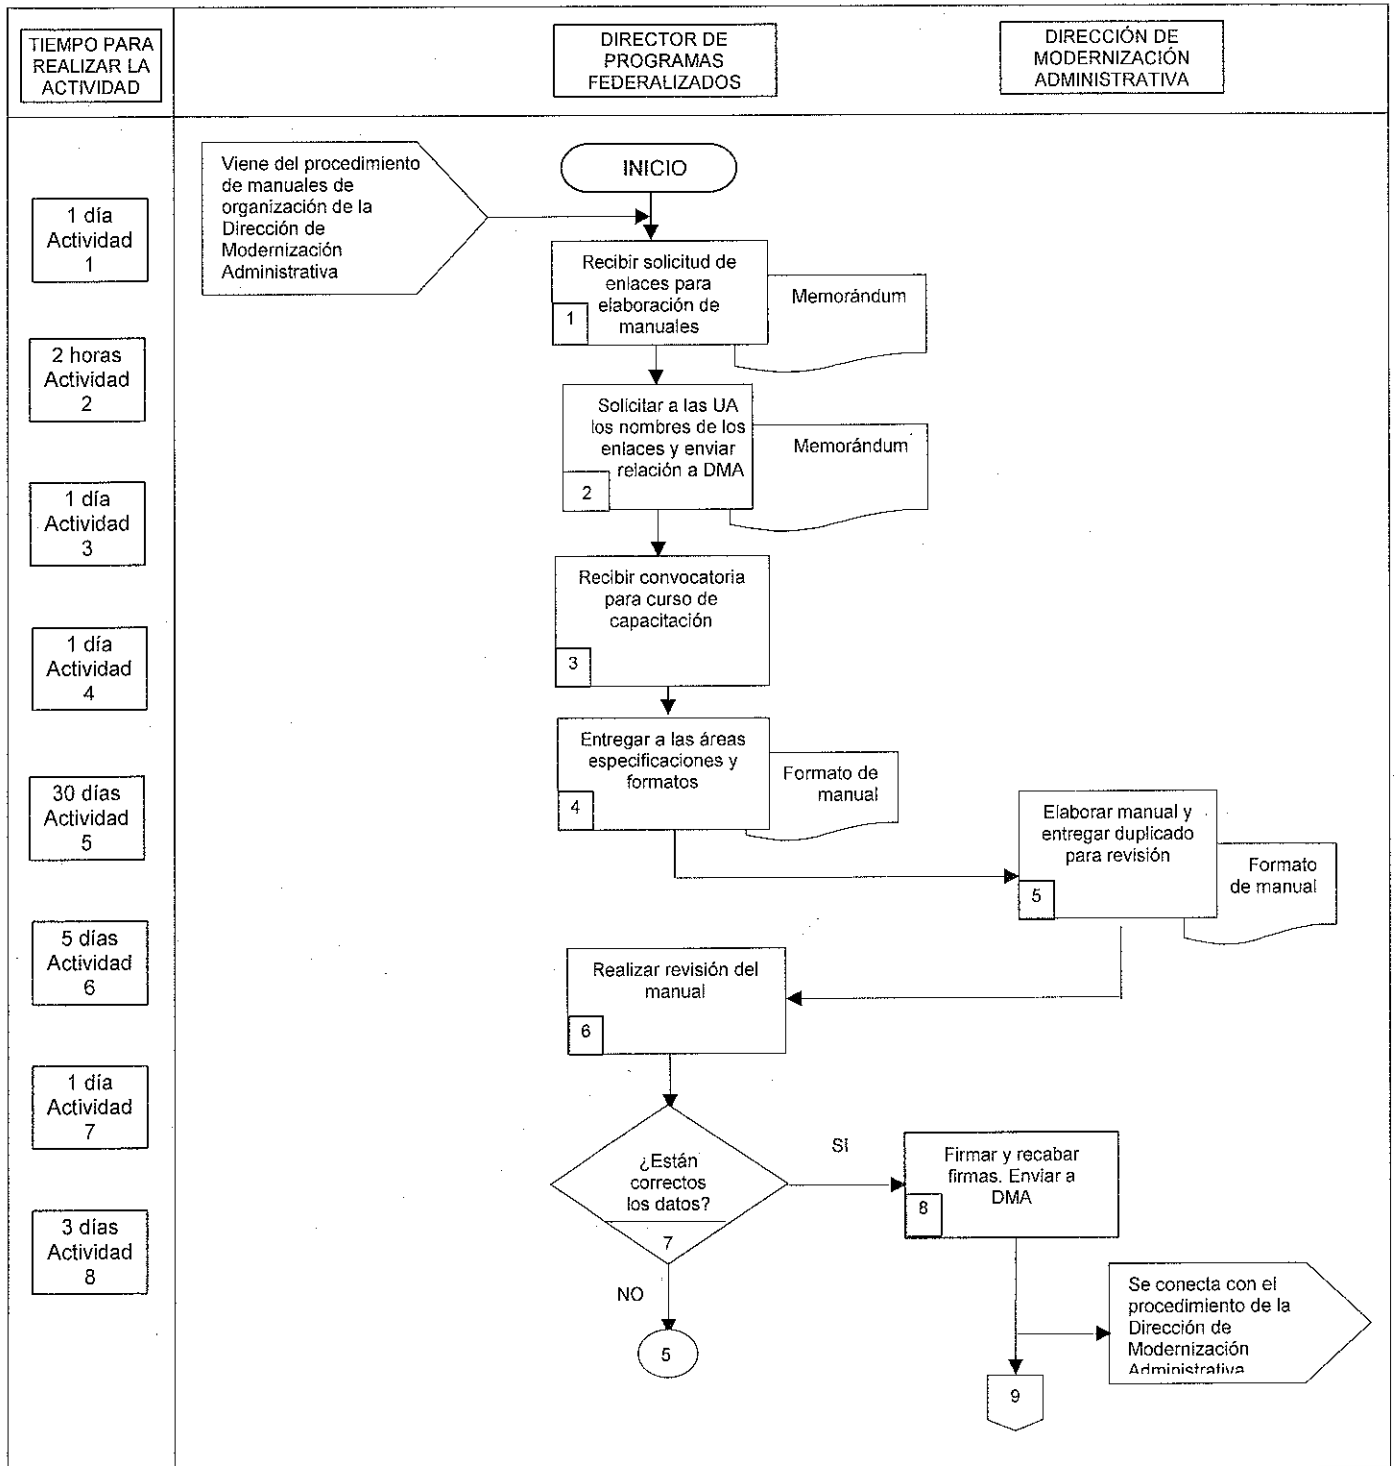 TIEMPO PARA
REALIZAR LA
ACTIVIDAD
DIRECTOR DE
PROGRAMAS
FEDERALIZADOS
DIRECCIÓN DE
MODERNIZACIÓN
ADMINISTRATIVA
Viene del procedimiento
de manuales de
organización de la
Dirección de
Modernización
Administrativa
INICIO
1 día
Actividad
1
Recibir solicitud de
enlaces para
elaboración de
manuales
1
Memorándum
2 horas
Actividad
2
Solicitar a las UA
los nombres de los
enlaces y enviar
relación a DMA
2
Memorándum
1 día
Actividad
3
Recibir convocatoria
para curso de
capacitación
3
1 día
Actividad
4
Entregar a las áreas
especificaciones y
formatos
4
Formato de
manual
30 días
Actividad
5
Elaborar manual y
entregar duplicado
para revisión
5
Formato
de manual
5 días
Actividad
6
Realizar revisión del
manual
6
1 día
Actividad
7
¿Están
correctos
los datos?
7
SI
NO
5
Firmar y recabar
firmas. Enviar a
DMA
8
3 días
Actividad
8
Se conecta con el
procedimiento de la
Dirección de
Modernización
Administrativa
9